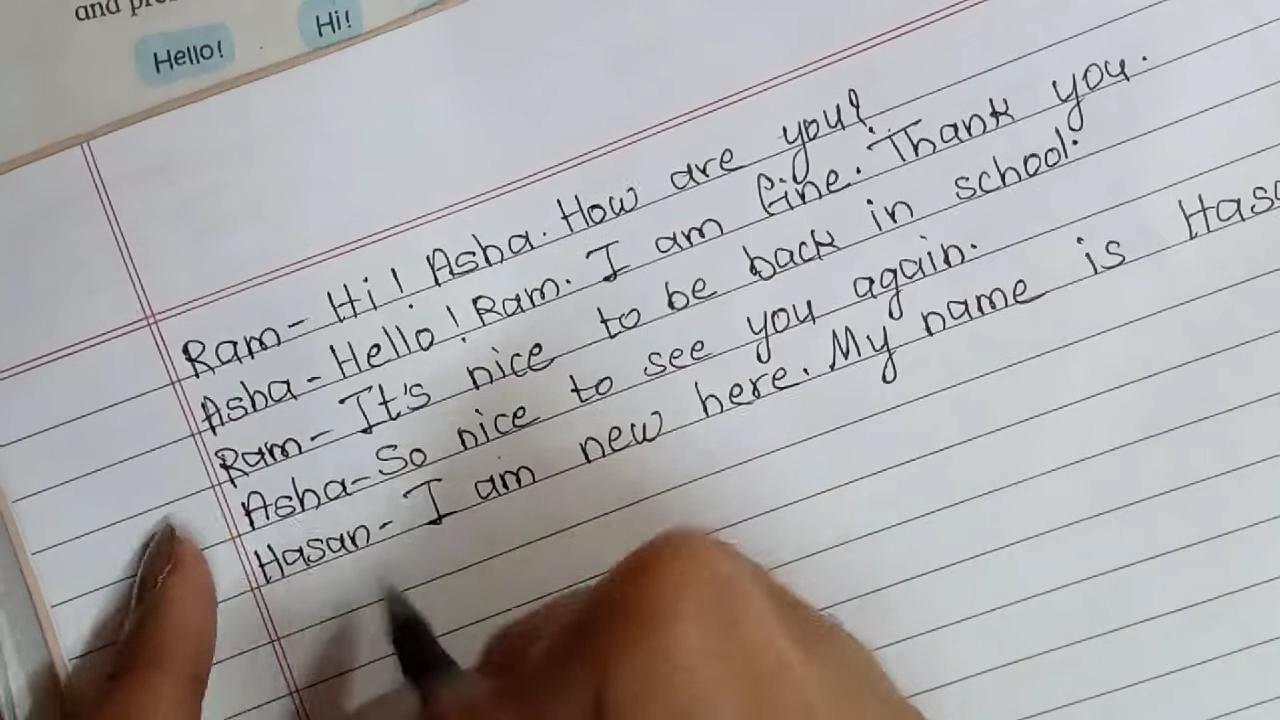 and
Hello! Hi!
Ram- Hi! Asha. How are you?
Asha- Hello! Ram. I am fine. Thank you.
Ram- It's nice to be back in school.
Asha- So nice to see you again.
Hasan- I am new here. My name is